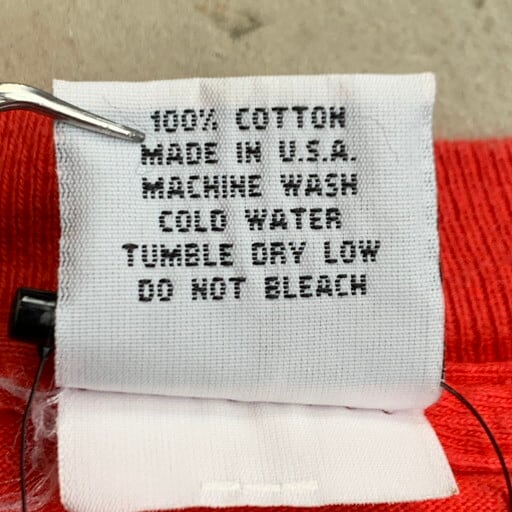 100% COTTON
MADE IN U.S.A.
MACHINE WASH
COLD WATER
TUMBLE DRY LOW
DO NOT BLEACH